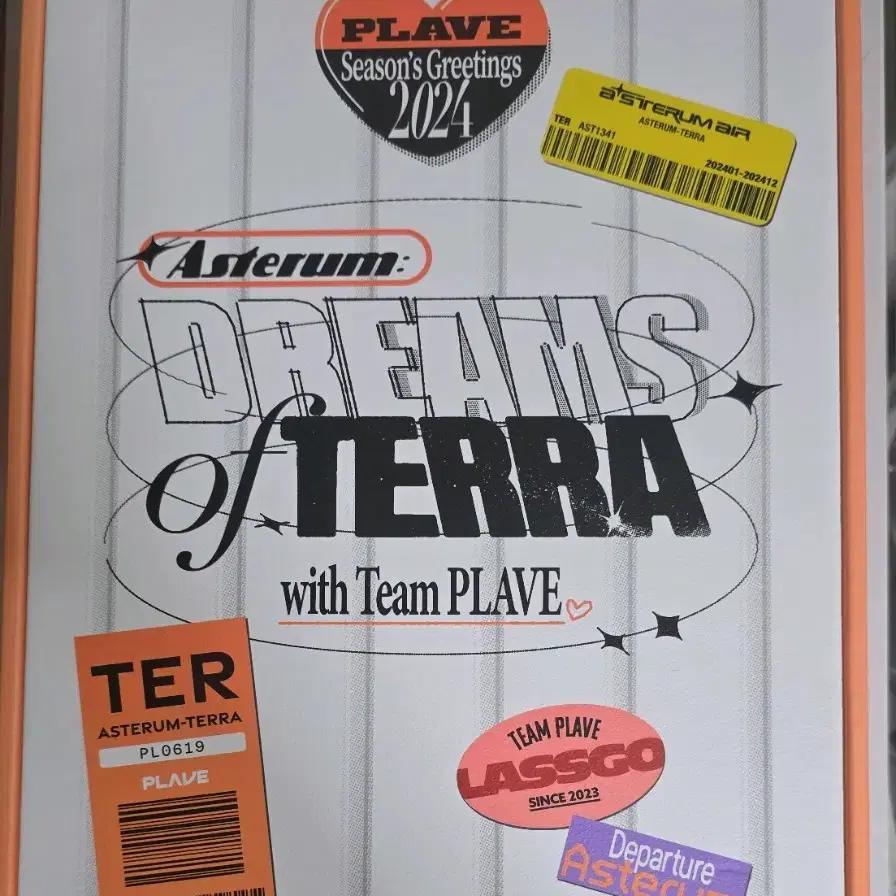 PLAVE
Season's Greetings
2024
a'STERUM aiR
ASTERUM-TERRA
TER AST1341
202401-202412
Asterum:
DREAMS
of TERRA
with Team PLAVE
TER
ASTERUM-TERRA
PL0619
PLAVE
TEAM PLAVE
LASSGO
SINCE 2023
Departure